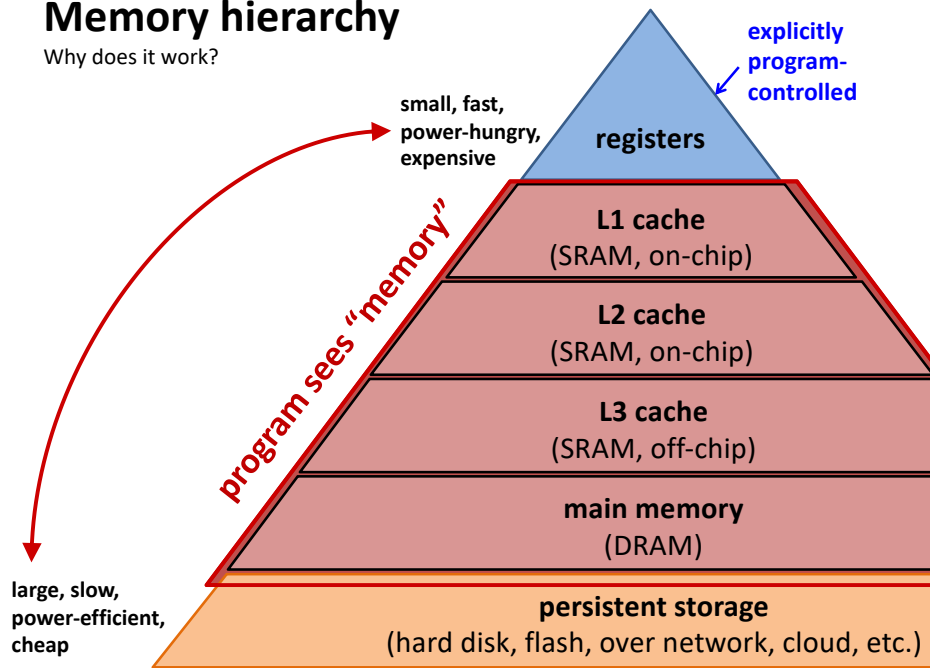 Memory hierarchy
Why does it work?
explicitly
program-
controlled
small, fast,
power-hungry,
expensive
registers
program sees “memory”
L1 cache
(SRAM, on-chip)
L2 cache
(SRAM, on-chip)
L3 cache
(SRAM, off-chip)
main memory
(DRAM)
large, slow,
power-efficient,
cheap
persistent storage
(hard disk, flash, over network, cloud, etc.)